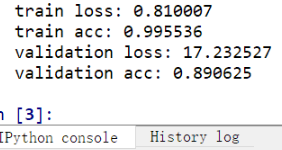 train loss: 0.810007
train acc: 0.995536
validation loss: 17.232527
validation acc: 0.890625
n [3]:
IPython console
History log